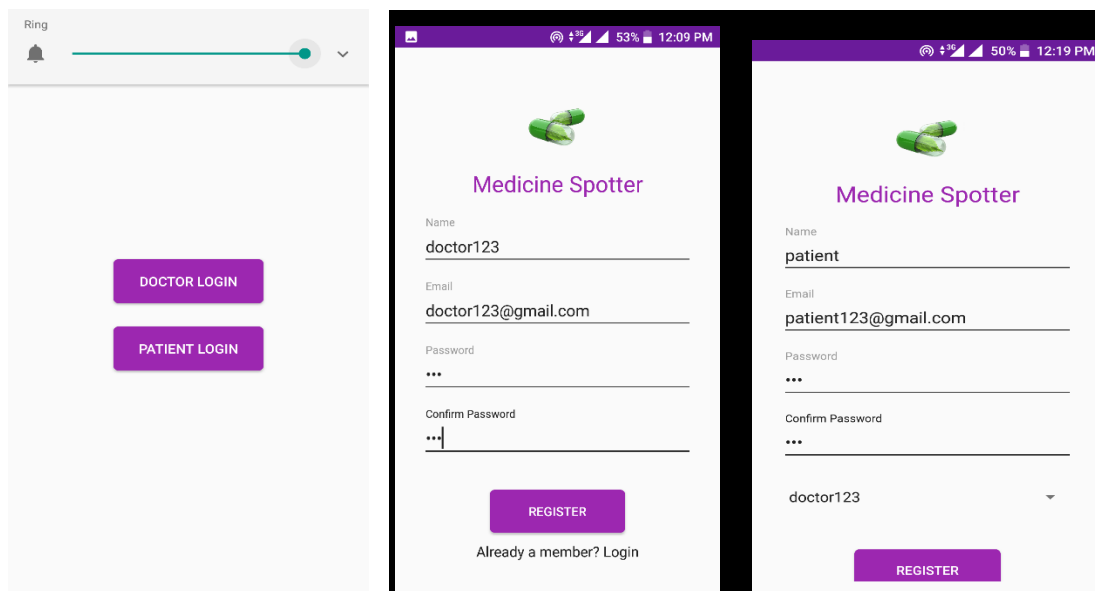 Ring
DOCTOR LOGIN
PATIENT LOGIN
3G 53% 12:09 PM
Medicine Spotter
Name
doctor123
Email
doctor123@gmail.com
Password
•••
Confirm Password
•••
REGISTER
Already a member? Login
3G 50% 12:19 PM
Medicine Spotter
Name
patient
Email
patient123@gmail.com
Password
•••
Confirm Password
•••
doctor123
REGISTER